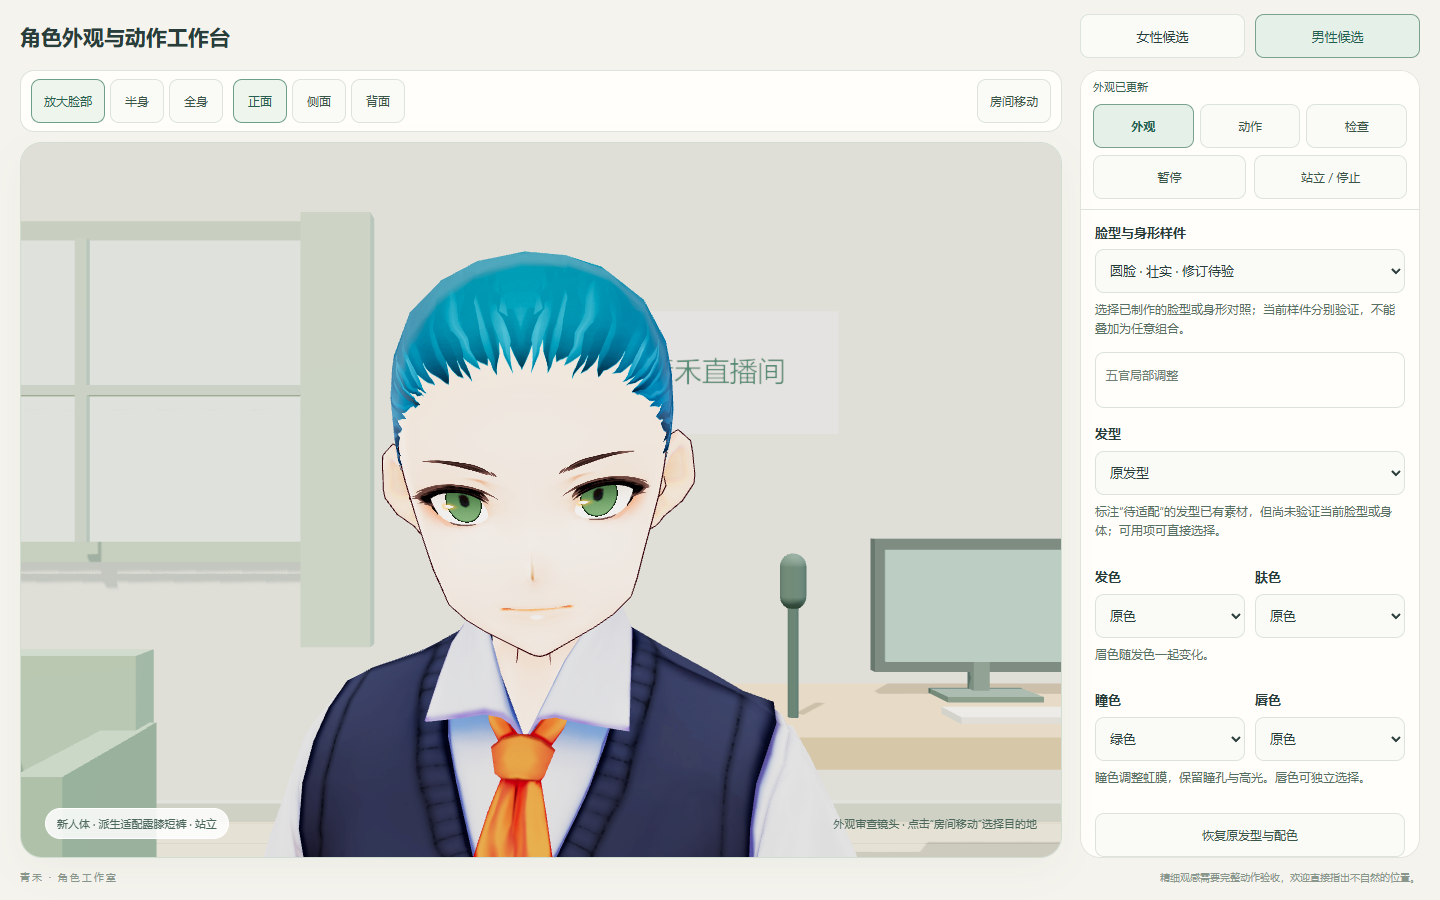 角色外观与动作工作台
女性候选
男性候选
放大脸部
半身
全身
正面
侧面
背面
房间移动
禾直播间
新人体 · 派生适配露膝短裤 · 站立
外观审查镜头 · 点击“房间移动”选择目的地
外观已更新
外观
动作
检查
暂停
站立 / 停止
脸型与身形样件
圆脸 · 壮实 · 修订待验
选择已制作的脸型或身形对照；当前样件分别验证，不能
叠加为任意组合。
五官局部调整
发型
原发型
标注“待适配”的发型已有素材，但尚未验证当前脸型或身
体；可用项可直接选择。
发色
肤色
原色
原色
眉色随发色一起变化。
瞳色
唇色
绿色
原色
瞳色调整虹膜，保留瞳孔与高光。唇色可独立选择。
恢复原发型与配色
青禾 · 角色工作室
精细观感需要完整动作验收，欢迎直接指出不自然的位置。